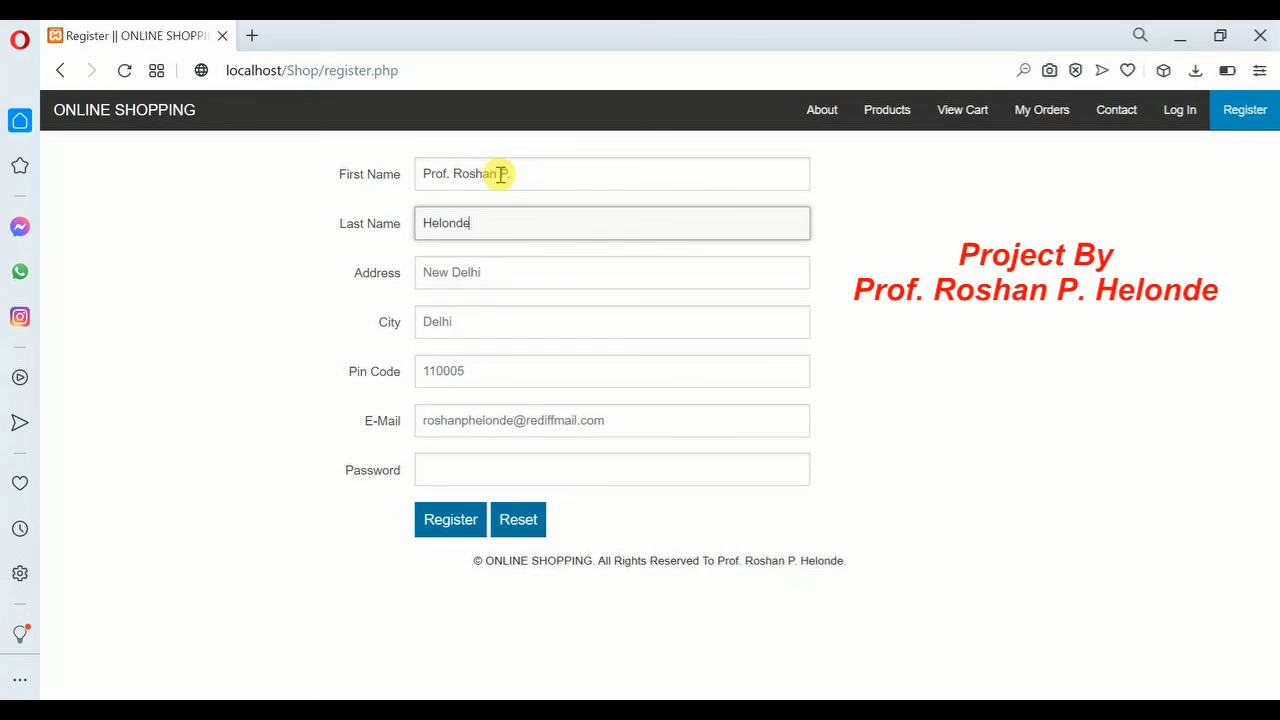 Register || ONLINE SHOPPI
localhost/Shop/register.php
ONLINE SHOPPING
About
Products
View Cart
My Orders
Contact
Log In
Register
First Name
Prof. Roshan P.
Last Name
Helonde
Address
New Delhi
City
Delhi
Pin Code
110005
E-Mail
roshanphelonde@rediffmail.com
Password
Register
Reset
Project By
Prof. Roshan P. Helonde
© ONLINE SHOPPING. All Rights Reserved To Prof. Roshan P. Helonde.